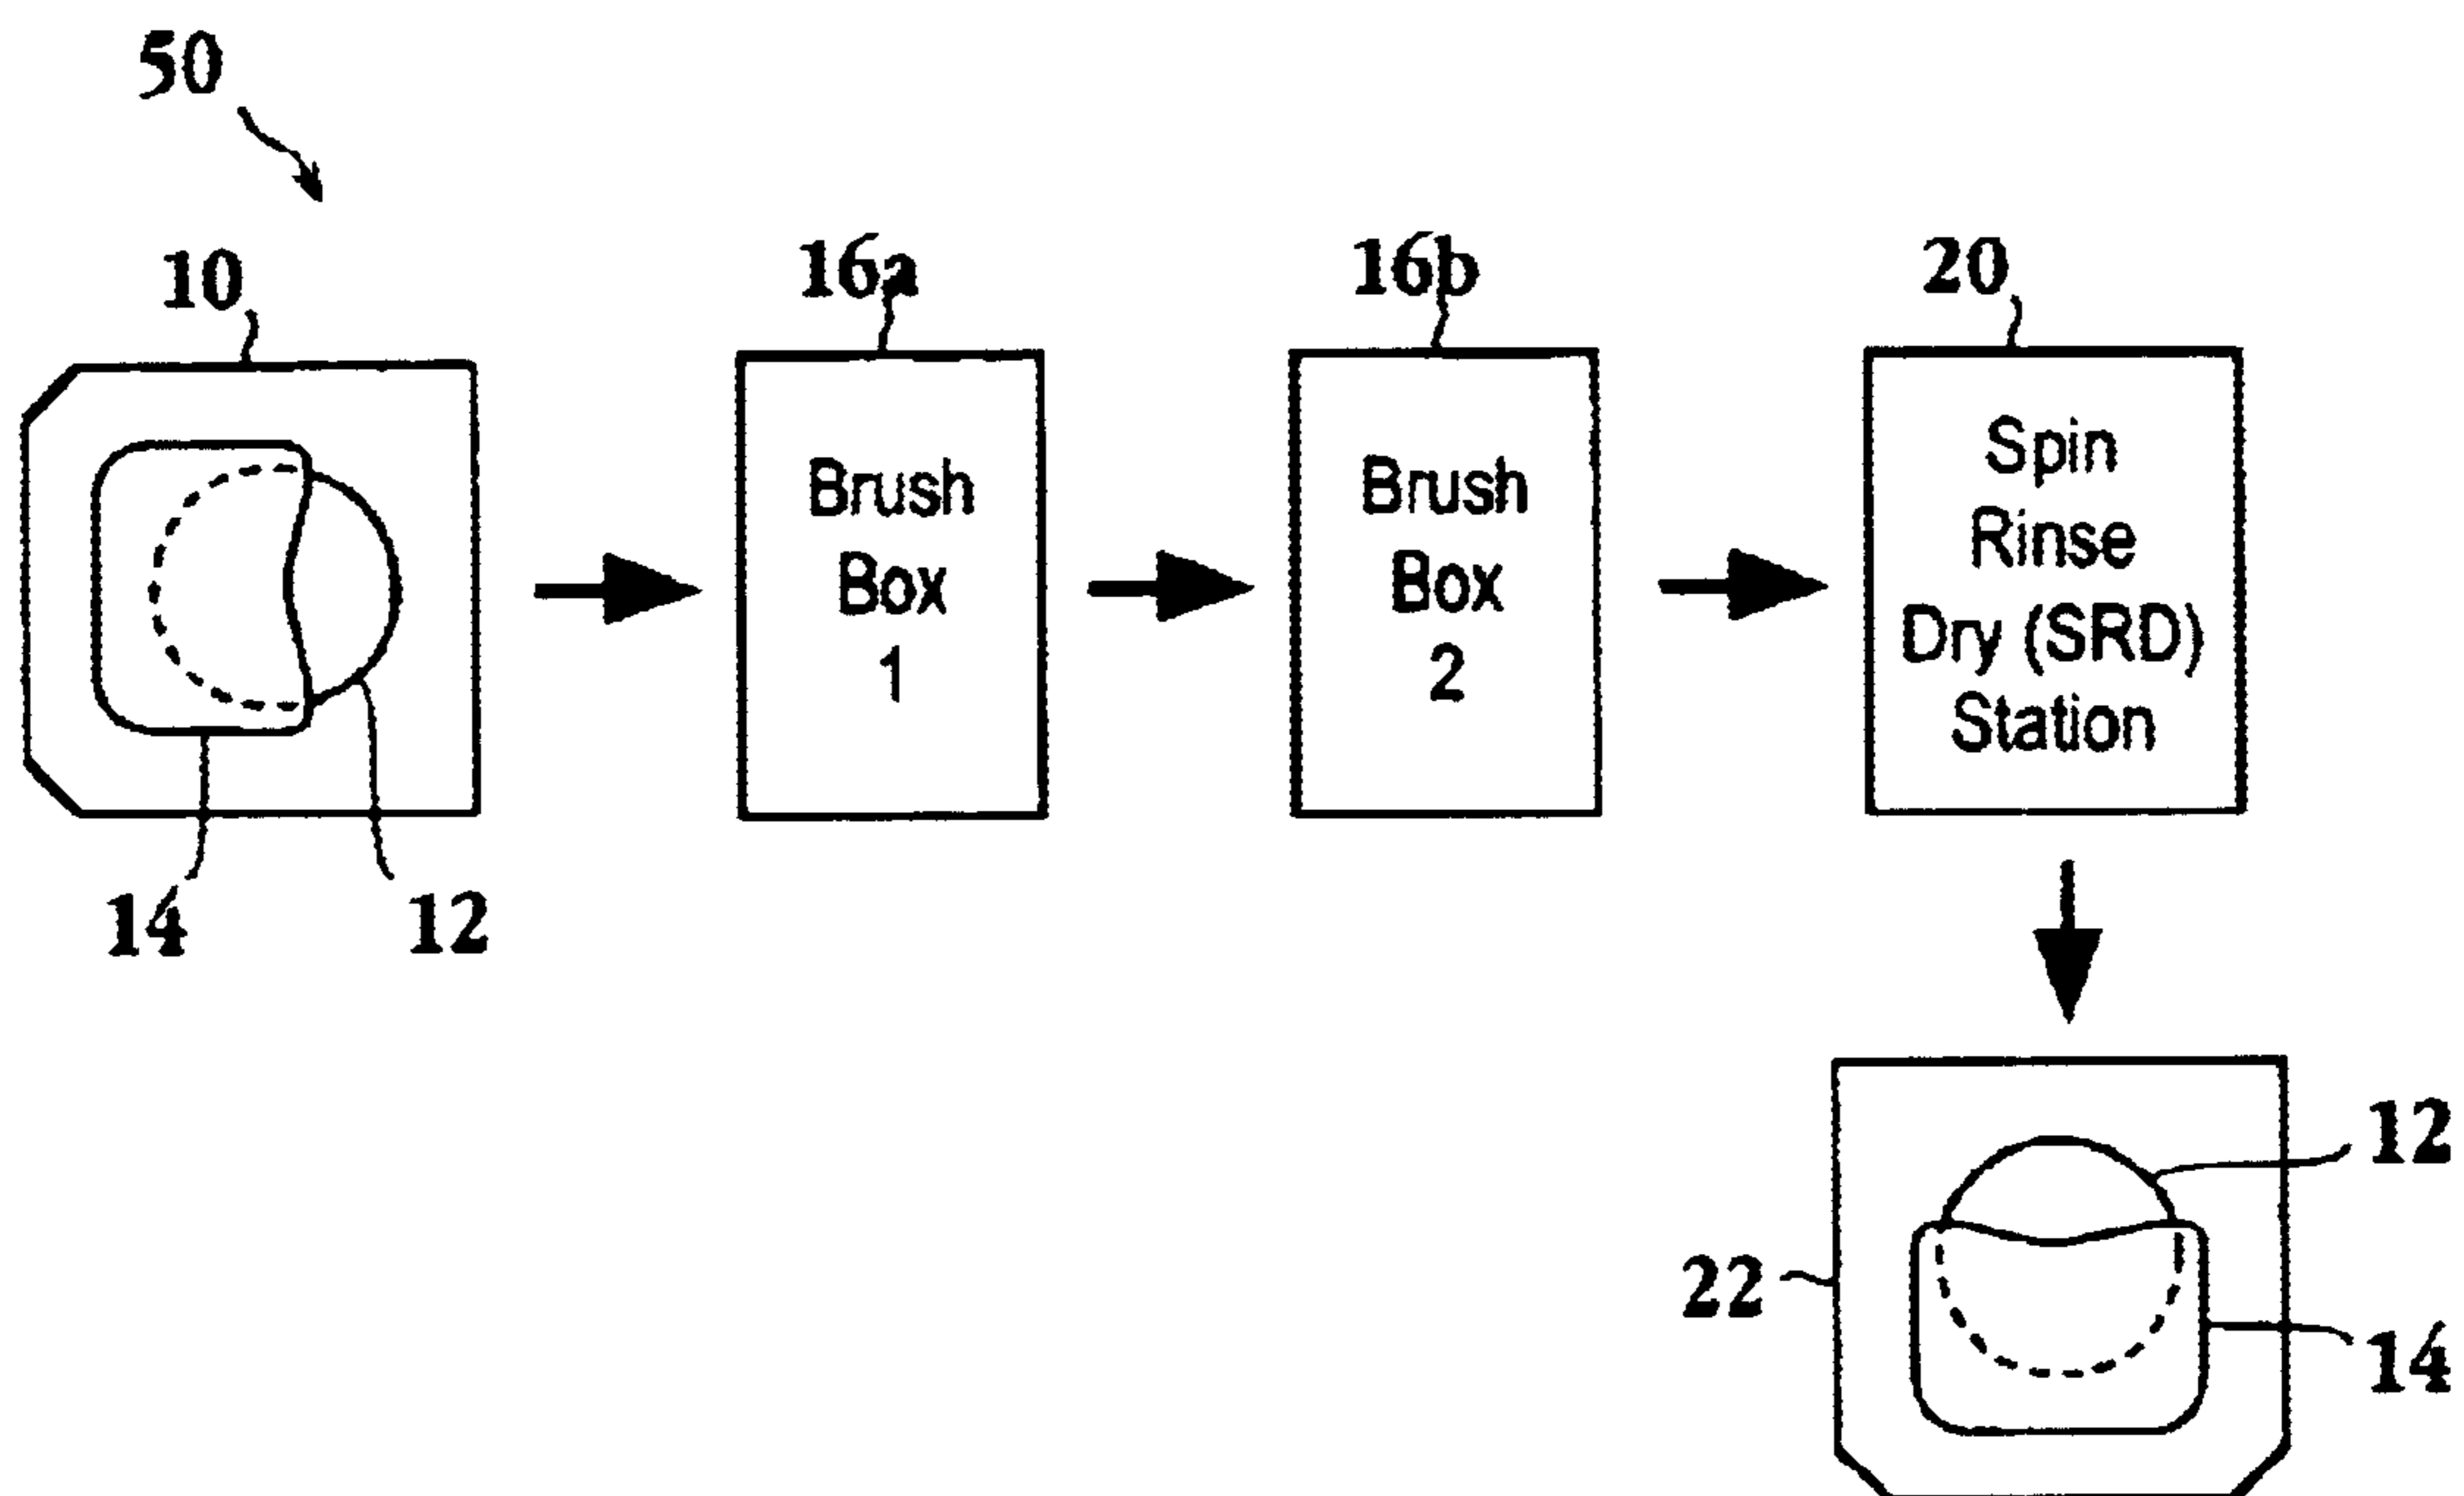 50
10
16a
16b
20
Brush
Box
1
Brush
Box
2
Spin
Rinse
Dry (SRD)
Station
14
12
12
22
14